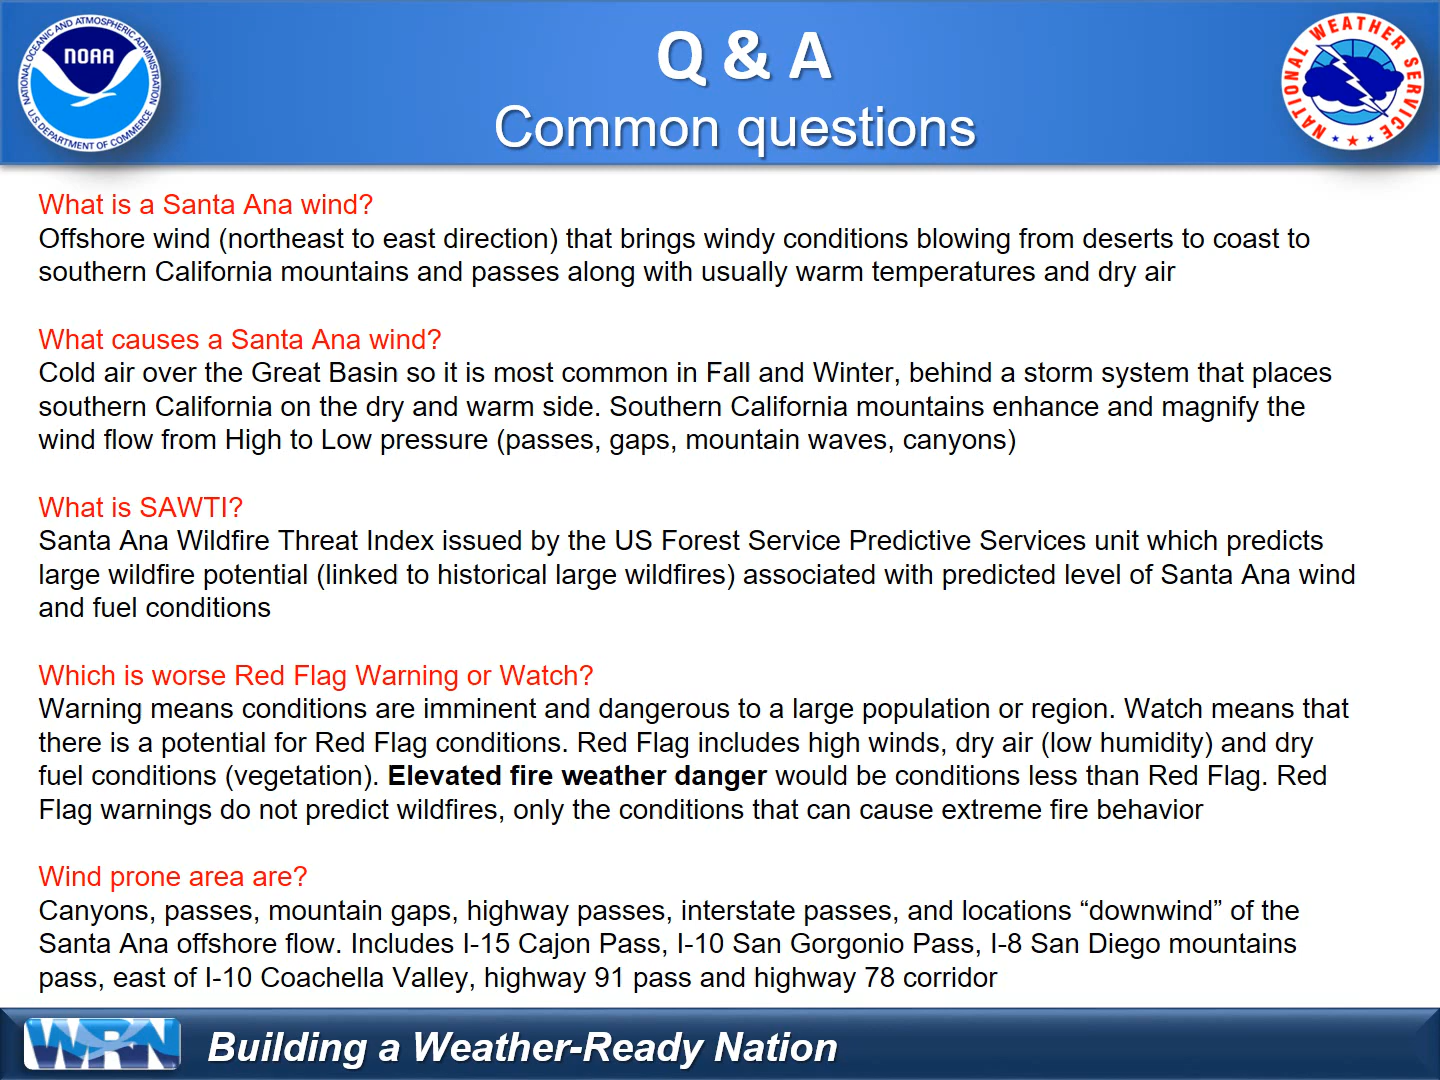 Q & A
Common questions
NATIONAL OCEANIC AND ATMOSPHERIC ADMINISTRATION
NOAA
U.S. DEPARTMENT OF COMMERCE
NATIONAL WEATHER SERVICE
What is a Santa Ana wind?
Offshore wind (northeast to east direction) that brings windy conditions blowing from deserts to coast to
southern California mountains and passes along with usually warm temperatures and dry air
What causes a Santa Ana wind?
Cold air over the Great Basin so it is most common in Fall and Winter, behind a storm system that places
southern California on the dry and warm side. Southern California mountains enhance and magnify the
wind flow from High to Low pressure (passes, gaps, mountain waves, canyons)
What is SAWTI?
Santa Ana Wildfire Threat Index issued by the US Forest Service Predictive Services unit which predicts
large wildfire potential (linked to historical large wildfires) associated with predicted level of Santa Ana wind
and fuel conditions
Which is worse Red Flag Warning or Watch?
Warning means conditions are imminent and dangerous to a large population or region. Watch means that
there is a potential for Red Flag conditions. Red Flag includes high winds, dry air (low humidity) and dry
fuel conditions (vegetation). Elevated fire weather danger would be conditions less than Red Flag. Red
Flag warnings do not predict wildfires, only the conditions that can cause extreme fire behavior
Wind prone area are?
Canyons, passes, mountain gaps, highway passes, interstate passes, and locations “downwind” of the
Santa Ana offshore flow. Includes I-15 Cajon Pass, I-10 San Gorgonio Pass, I-8 San Diego mountains
pass, east of I-10 Coachella Valley, highway 91 pass and highway 78 corridor
WRN
Building a Weather-Ready Nation